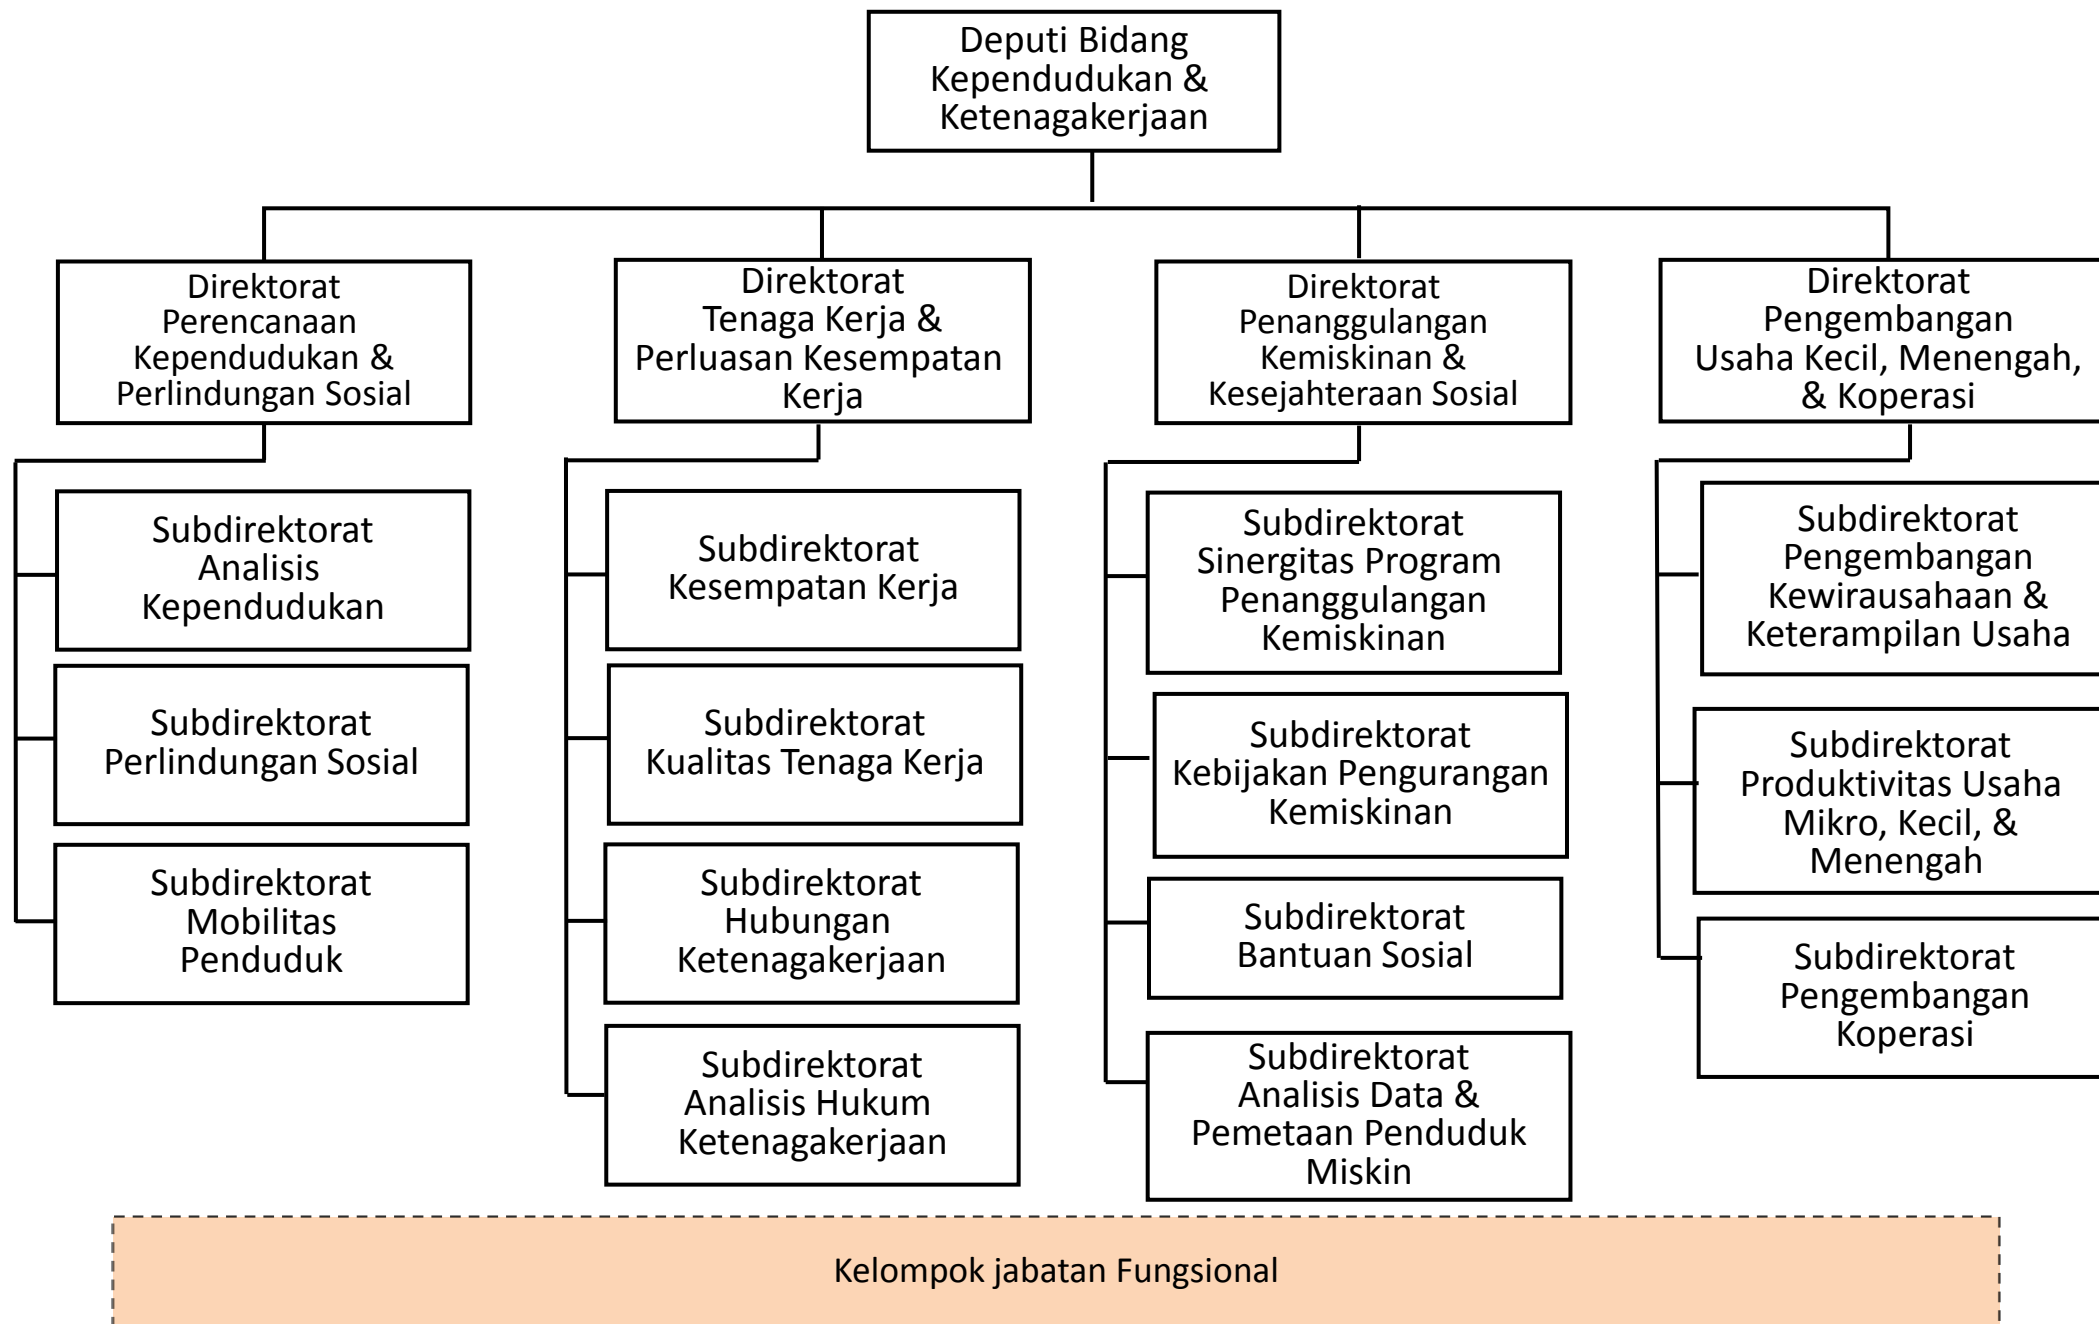 Deputi Bidang
Kependudukan &
Ketenagakerjaan
Direktorat
Perencanaan
Kependudukan &
Perlindungan Sosial
Direktorat
Tenaga Kerja &
Perluasan Kesempatan
Kerja
Direktorat
Penanggulangan
Kemiskinan &
Kesejahteraan Sosial
Direktorat
Pengembangan
Usaha Kecil, Menengah,
& Koperasi
Subdirektorat
Analisis
Kependudukan
Subdirektorat
Perlindungan Sosial
Subdirektorat
Mobilitas
Penduduk
Subdirektorat
Kesempatan Kerja
Subdirektorat
Kualitas Tenaga Kerja
Subdirektorat
Hubungan
Ketenagakerjaan
Subdirektorat
Analisis Hukum
Ketenagakerjaan
Subdirektorat
Sinergitas Program
Penanggulangan
Kemiskinan
Subdirektorat
Kebijakan Pengurangan
Kemiskinan
Subdirektorat
Bantuan Sosial
Subdirektorat
Analisis Data &
Pemetaan Penduduk
Miskin
Subdirektorat
Pengembangan
Kewirausahaan &
Keterampilan Usaha
Subdirektorat
Produktivitas Usaha
Mikro, Kecil, &
Menengah
Subdirektorat
Pengembangan
Koperasi
Kelompok jabatan Fungsional